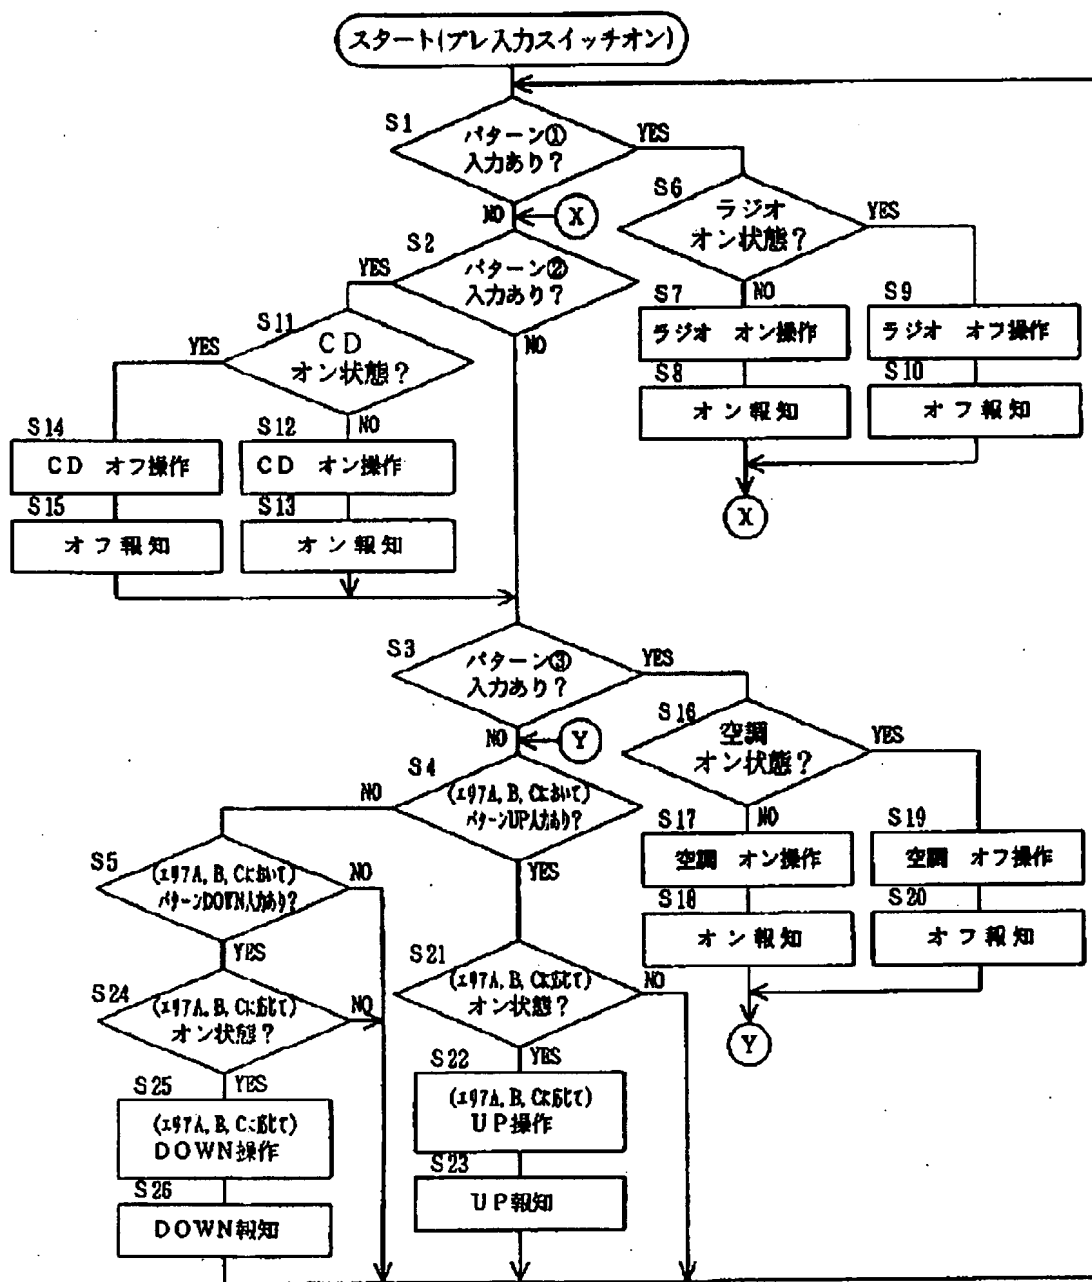 スタート(プレ入力スイッチオン)
S1
パターン①
入力あり?
YES
NO
X
S6
ラジオ
オン状態?
YES
NO
S2
パターン②
入力あり?
YES
NO
S7
ラジオ オン操作
S8
オン報知
S9
ラジオ オフ操作
S10
オフ報知
X
S11
CD
オン状態?
YES
NO
S14
CD オフ操作
S15
オフ報知
S12
CD オン操作
S13
オン報知
S3
パターン③
入力あり?
YES
NO
Y
S16
空調
オン状態?
YES
NO
S4
(エリアA, B, Cにおいて)
パターンUP入力あり?
NO
YES
S17
空調 オン操作
S18
オン報知
S19
空調 オフ操作
S20
オフ報知
Y
S5
(エリアA, B, Cにおいて)
パターンDOWN入力あり?
NO
YES
S21
(エリアA, B, Cに応じて)
オン状態?
NO
YES
S24
(エリアA, B, Cに応じて)
オン状態?
NO
YES
S22
(エリアA, B, Cに応じて)
UP操作
S23
UP報知
S25
(エリアA, B, Cに応じて)
DOWN操作
S26
DOWN報知